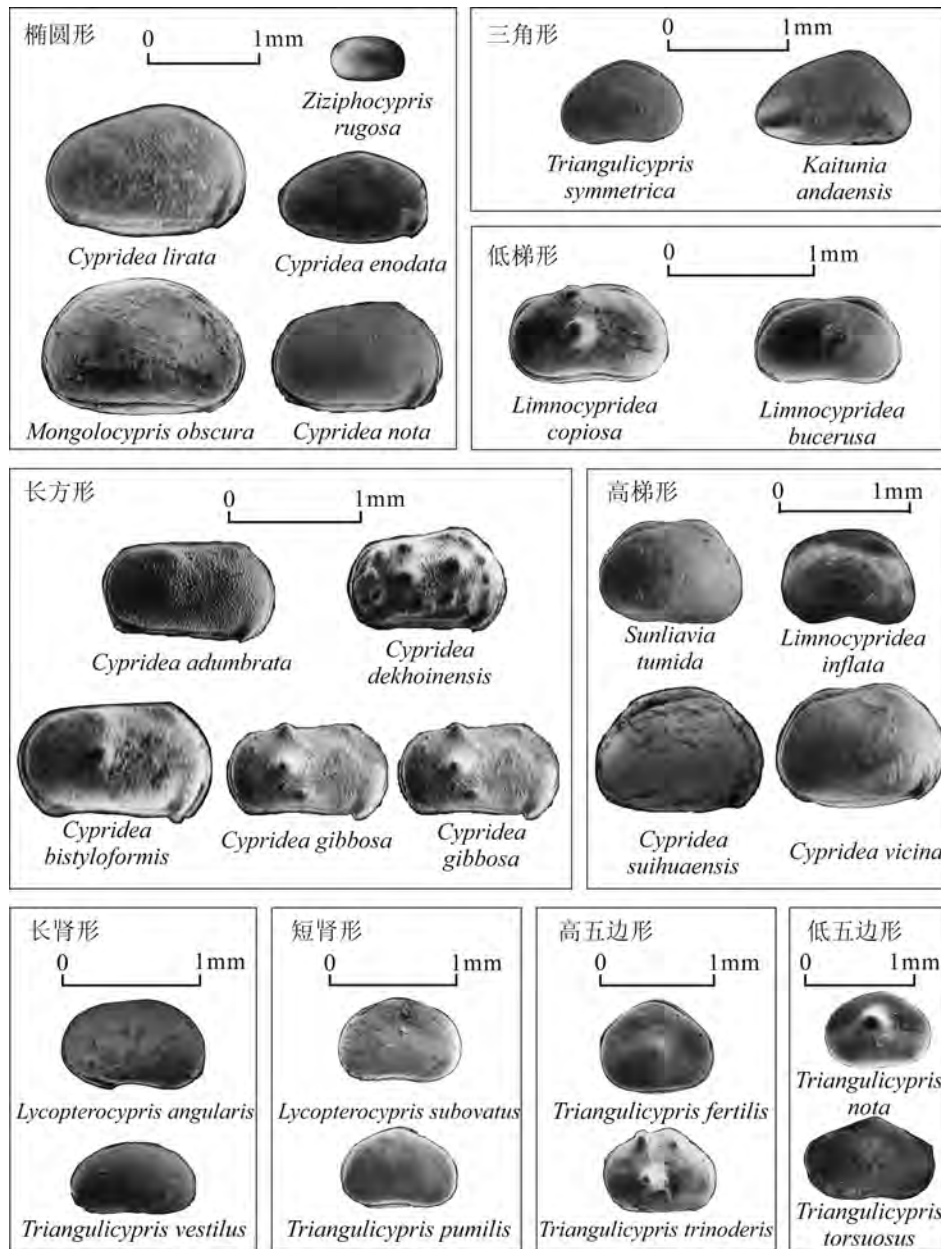 椭圆形
0 1mm
Ziziphocypris
rugosa
Cypridea lirata
Cypridea enodata
Mongolocypris obscura
Cypridea nota
三角形
0 1mm
Triangulicypris
symmetrica
Kaitunia
andaensis
低梯形
0 1mm
Limnocypridea
copiosa
Limnocypridea
bucerusa
长方形
0 1mm
Cypridea adumbrata
Cypridea
dekhoinensis
Cypridea
bistyloformis
Cypridea gibbosa
Cypridea
gibbosa
高梯形
0 1mm
Sunliavia
tumida
Limnocypridea
inflata
Cypridea
suihuaensis
Cypridea vicina
长肾形
0 1mm
Lycopterocypris angularis
Triangulicypris vestilus
短肾形
0 1mm
Lycopterocypris subovatus
Triangulicypris pumilis
高五边形
0 1mm
Triangulicypris fertilis
Triangulicypris trinoderis
低五边形
0 1mm
Triangulicypris
nota
Triangulicypris
torsuosus